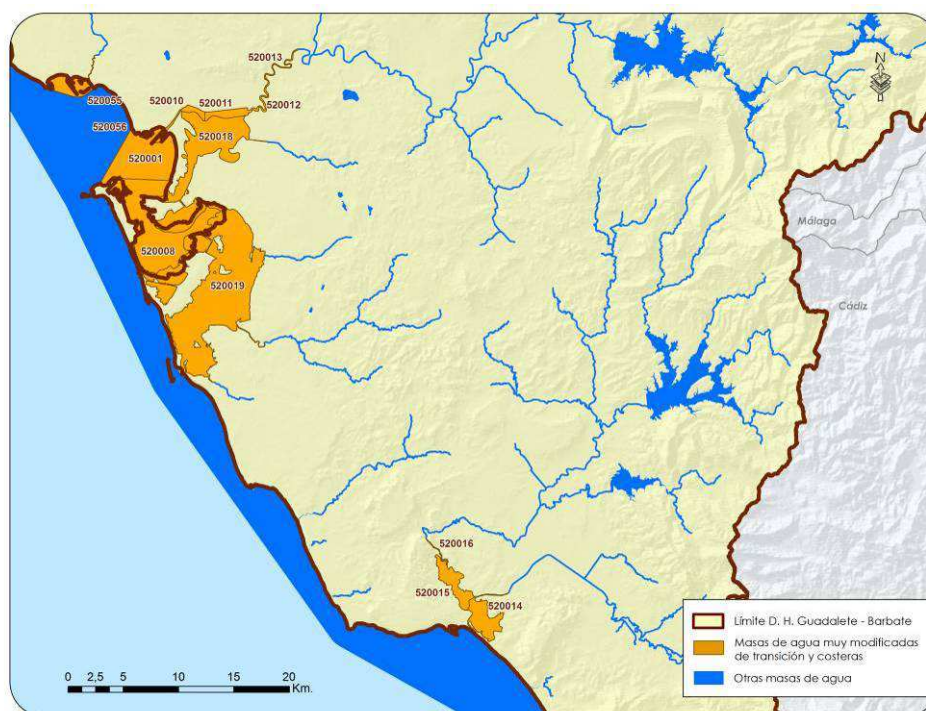 520013
520055
520010
520011
520012
520056
520018
520001
N
Málaga
520008
Cádiz
520019
520016
520015
520014
Límite D. H. Guadalete - Barbate
Masas de agua muy modificadas
de transición y costeras
Otras masas de agua
0 2,5 5 10 15 20
Km.